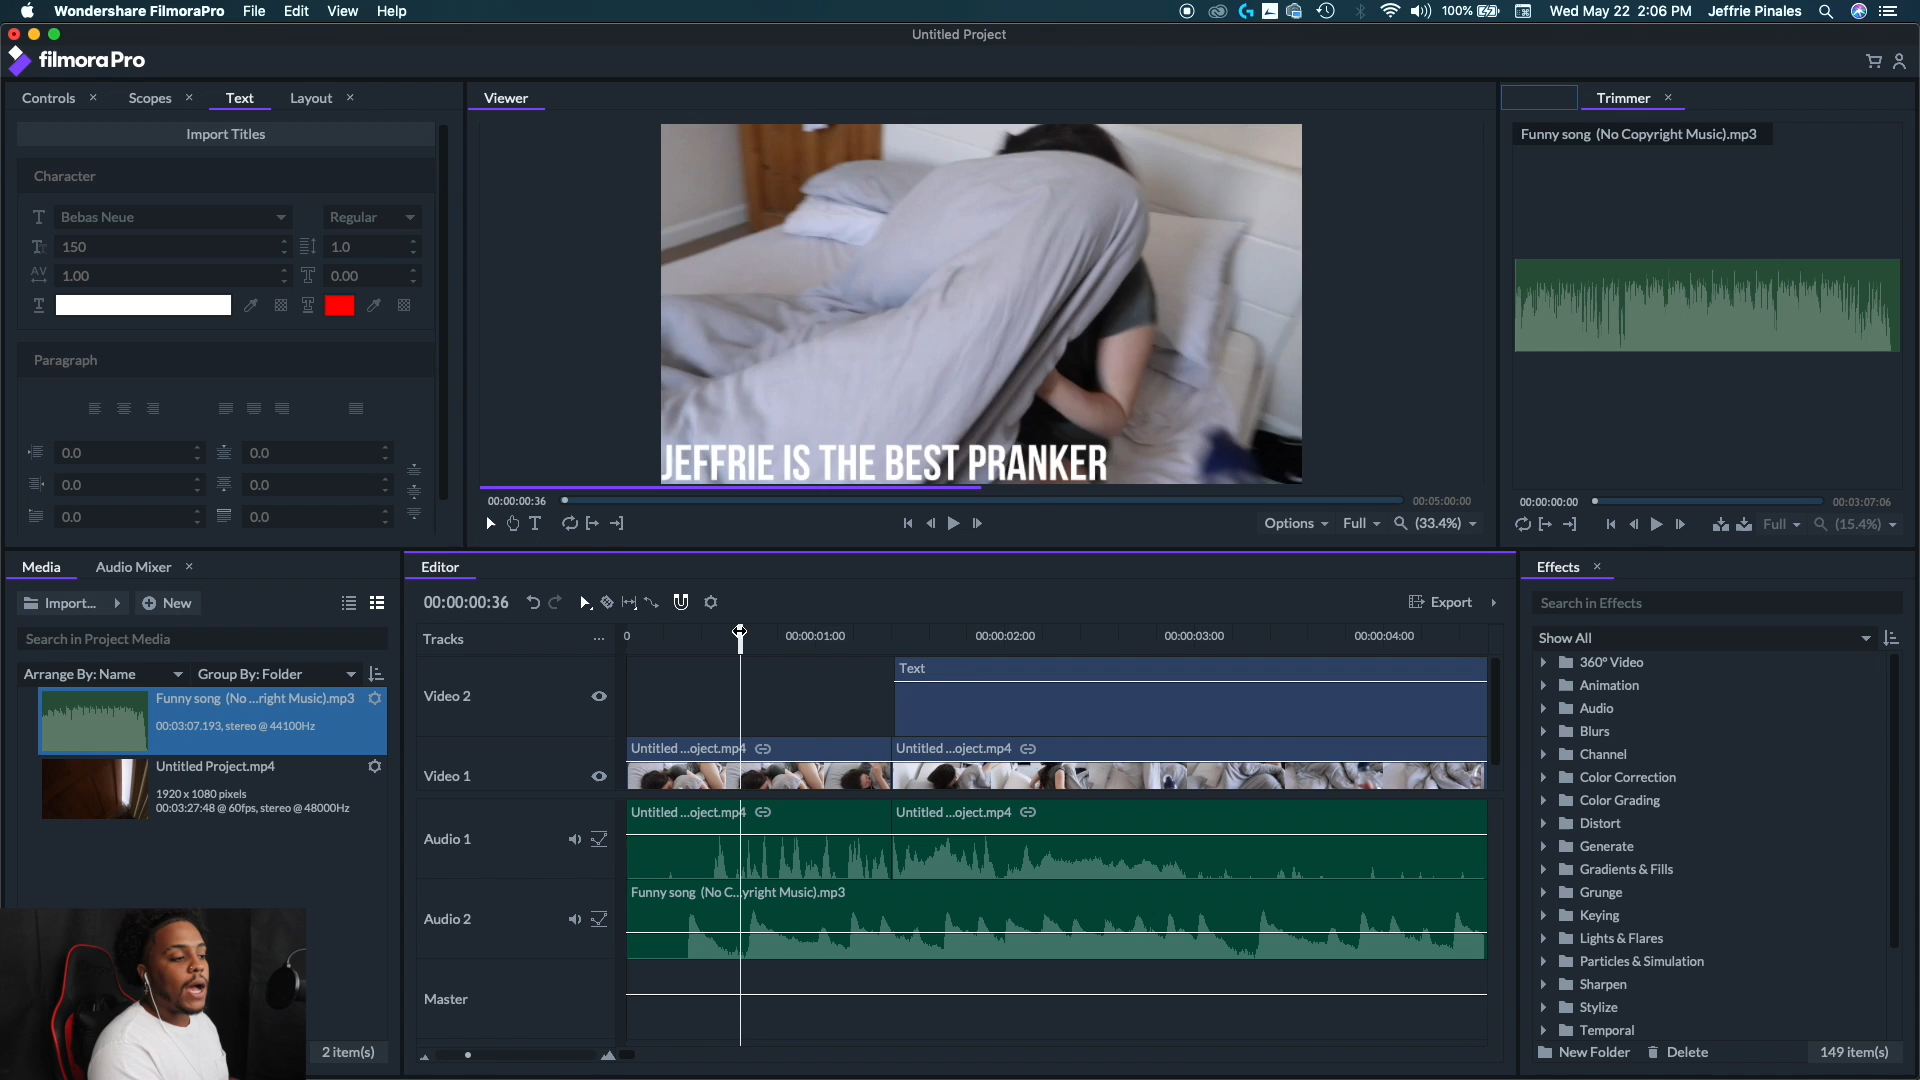 Wondershare FilmoraPro File Edit View Help
100% Wed May 22 2:06 PM Jeffrie Pinales
Untitled Project
filmoraPro
Controls Scopes Text Layout
Import Titles
Character
Bebas Neue Regular
150 1.0
1.00 0.00
Paragraph
0.0 0.0
0.0 0.0
0.0 0.0
Viewer
JEFFRIE IS THE BEST PRANKER
00:00:00:36 00:05:00:00
Options Full (33.4%)
Trimmer
Funny song (No Copyright Music).mp3
00:00:00:00 00:03:07:06
Full (15.4%)
Media Audio Mixer
Import... New
Search in Project Media
Arrange By: Name Group By: Folder
Funny song (No ...right Music).mp3
00:03:07.193, stereo @ 44100Hz
Untitled Project.mp4
1920 x 1080 pixels
00:03:27:48 @ 60fps, stereo @ 48000Hz
2 item(s)
Editor
00:00:00:36 Export
Tracks ... 0 00:00:01:00 00:00:02:00 00:00:03:00 00:00:04:00
Text
Video 2
Untitled ...oject.mp4 Untitled ...oject.mp4
Video 1
Untitled ...oject.mp4 Untitled ...oject.mp4
Audio 1
Funny song (No C...yright Music).mp3
Audio 2
Master
Effects
Search in Effects
Show All
360° Video
Animation
Audio
Blurs
Channel
Color Correction
Color Grading
Distort
Generate
Gradients & Fills
Grunge
Keying
Lights & Flares
Particles & Simulation
Sharpen
Stylize
Temporal
New Folder Delete 149 item(s)